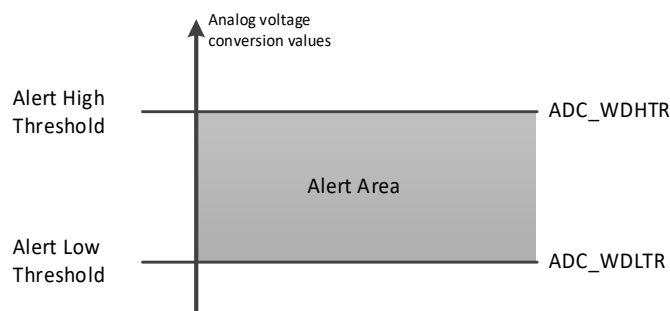 Analog voltage
conversion values
Alert High
Threshold
ADC_WDHTR
Alert Area
Alert Low
Threshold
ADC_WDLTR